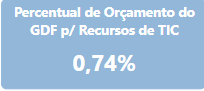 Percentual de Orçamento do
GDF p/ Recursos de TIC
0,74%